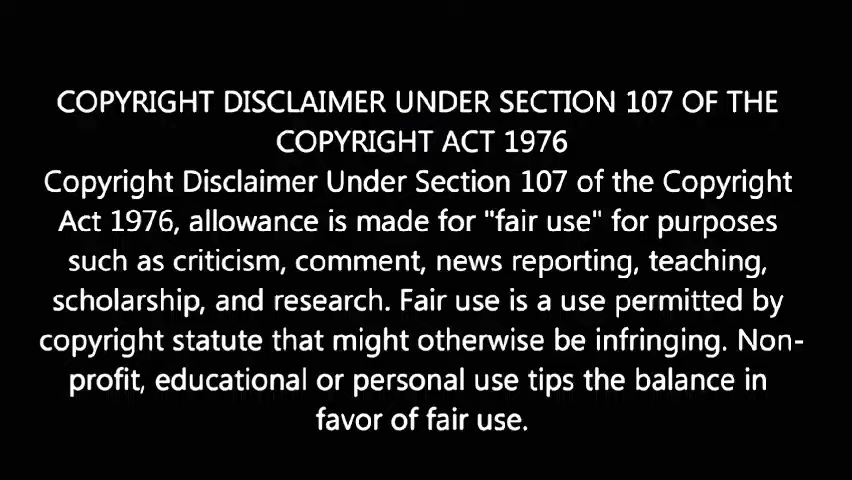 COPYRIGHT DISCLAIMER UNDER SECTION 107 OF THE
COPYRIGHT ACT 1976
Copyright Disclaimer Under Section 107 of the Copyright
Act 1976, allowance is made for "fair use" for purposes
such as criticism, comment, news reporting, teaching,
scholarship, and research. Fair use is a use permitted by
copyright statute that might otherwise be infringing. Non-
profit, educational or personal use tips the balance in
favor of fair use.